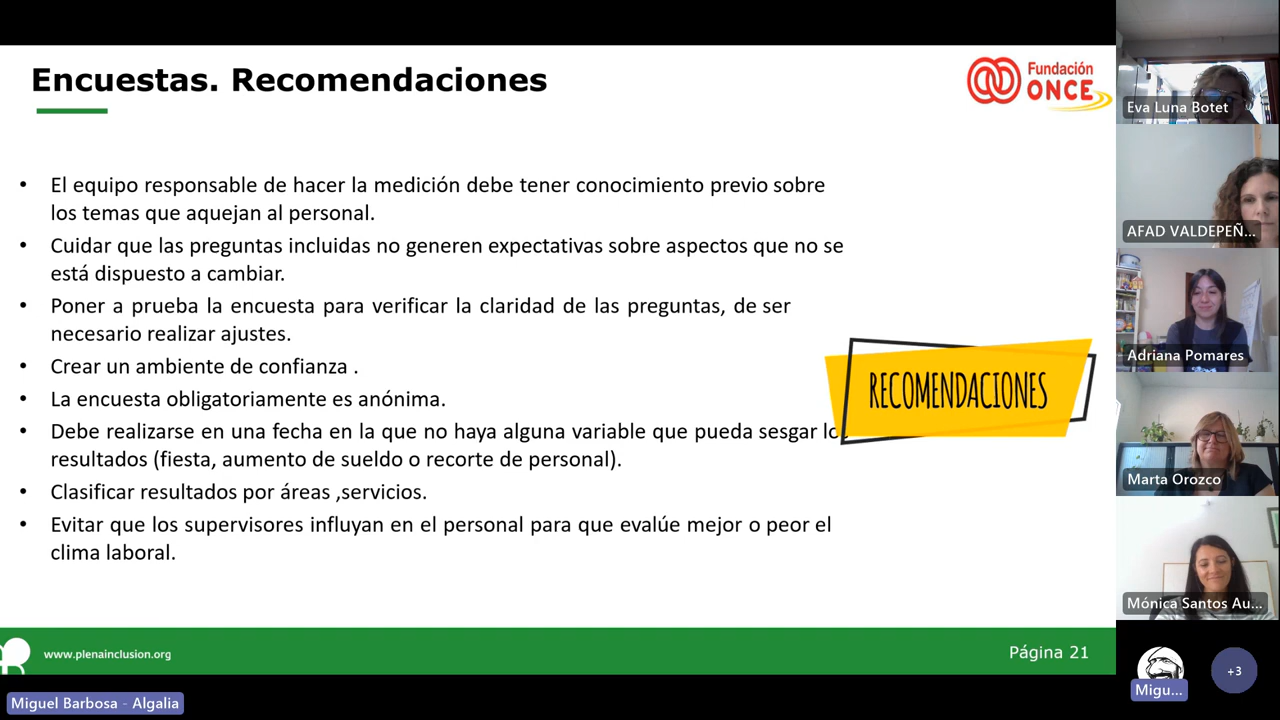 Encuestas. Recomendaciones
Fundación
ONCE
• El equipo responsable de hacer la medición debe tener conocimiento previo sobre
los temas que aquejan al personal.
• Cuidar que las preguntas incluidas no generen expectativas sobre aspectos que no se
está dispuesto a cambiar.
• Poner a prueba la encuesta para verificar la claridad de las preguntas, de ser
necesario realizar ajustes.
• Crear un ambiente de confianza .
• La encuesta obligatoriamente es anónima.
• Debe realizarse en una fecha en la que no haya alguna variable que pueda sesgar los
resultados (fiesta, aumento de sueldo o recorte de personal).
• Clasificar resultados por áreas ,servicios.
• Evitar que los supervisores influyan en el personal para que evalúe mejor o peor el
clima laboral.
RECOMENDACIONES
www.plenainclusion.org
Página 21
Miguel Barbosa - Algalia
Eva Luna Botet
AFAD VALDEPEÑ...
Adriana Pomares
Marta Orozco
Mónica Santos Au...
Migu...
+3